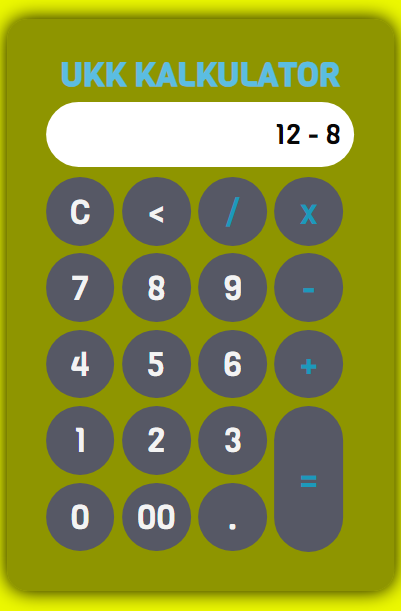 UKK KALKULATOR
12 - 8
C < / x
7 8 9 -
4 5 6 +
1 2 3
=
0 00 .